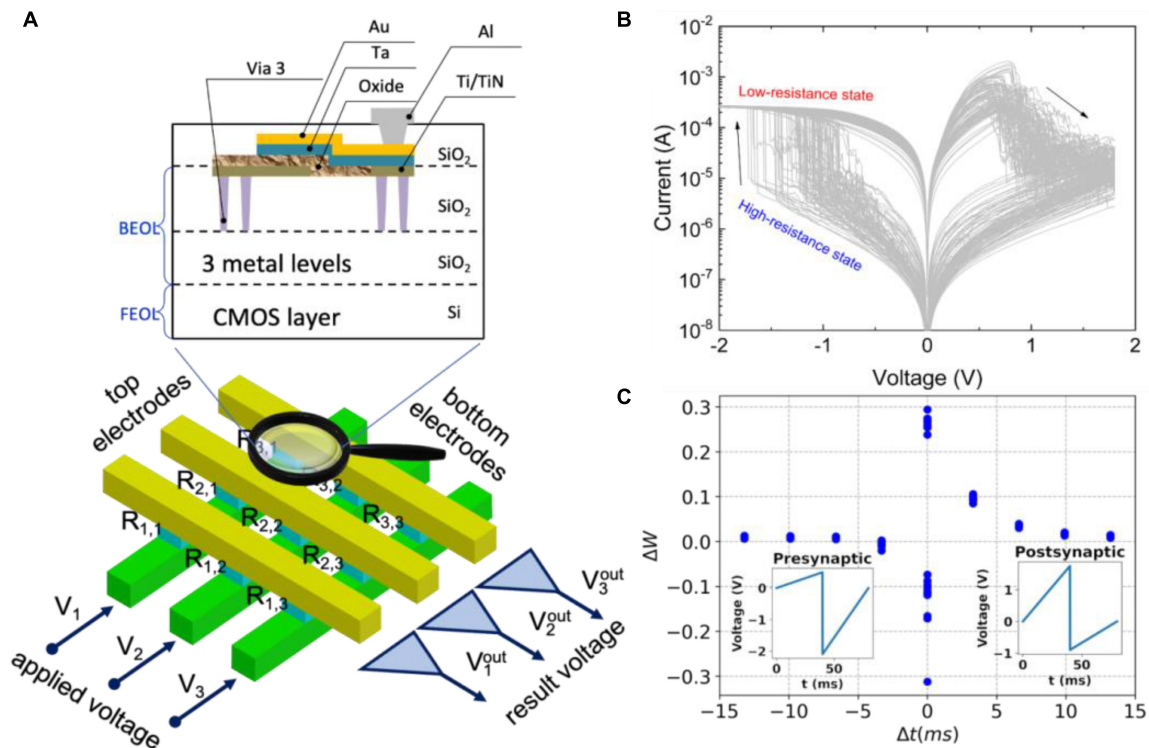 A
Au
Al
Via 3
Ta
Oxide
Ti/TiN
SiO2
SiO2
BEOL
3 metal levels
SiO2
FEOL
CMOS layer
Si
top
electrodes
bottom
electrodes
R3,1
R2,1
R3,2
R1,1
R2,2
R3,3
R1,2
R2,3
R1,3
V1
V2
V3
applied voltage
V3out
V2out
V1out
result voltage
B
10-2
10-3
10-4
10-5
10-6
10-7
10-8
Current (A)
Low-resistance state
High-resistance state
-2
-1
0
1
2
Voltage (V)
C
0.3
0.2
0.1
0.0
−0.1
−0.2
−0.3
ΔW
Presynaptic
0
−1
−2
Voltage (V)
0
50
t (ms)
Postsynaptic
1
0
−1
Voltage (V)
0
50
t (ms)
−15
−10
−5
0
5
10
15
Δt(ms)